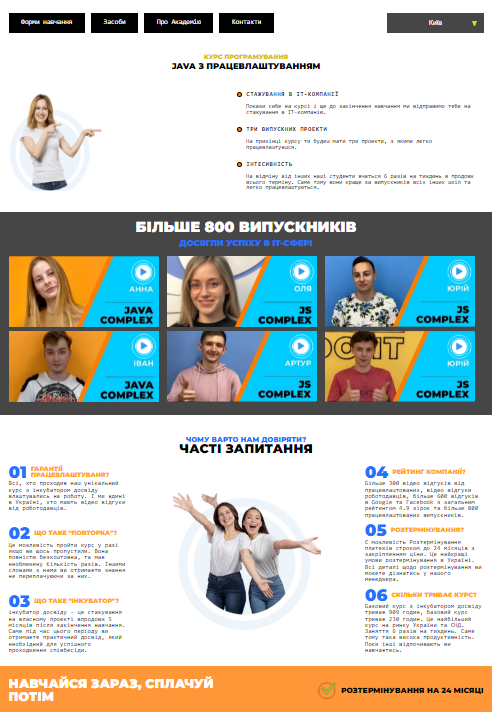 Форми навчання
Засоби
Про Академію
Контакти
Київ
КУРС ПРОГРАМУВАННЯ
JAVA З ПРАЦЕВЛАШТУВАННЯМ
СТАЖУВАННЯ В ІТ-КОМПАНІЇ
Покажи себе на курсі і ще до закінчення навчання ми відправимо тебе на
стажування в ІТ-компанію.
ТРИ ВИПУСКНИХ ПРОЕКТИ
На прикінці курсу ти будеш мати три проекти, з якими легко
працевлаштуєшся.
ІНТЕСИВНІСТЬ
На відміну від інших наші студенти вчаться 6 разів на тиждень в продовж
всього терміну. Саме тому вони краще за випускників всіх інших шкіл та
легко працевлаштуються.
БІЛЬШЕ 800 ВИПУСКНИКІВ
ДОСЯГЛИ УСПІХУ В ІТ-СФЕРІ
АННА
JAVA
COMPLEX
ОЛЯ
JS
COMPLEX
ЮРІЙ
JS
COMPLEX
ІВАН
JAVA
COMPLEX
АРТУР
JS
COMPLEX
ЮРІЙ
JS
COMPLEX
ЧОМУ ВАРТО НАМ ДОВІРЯТИ?
ЧАСТІ ЗАПИТАННЯ
01 ГАРАНТІЇ
ПРАЦЕВЛАШТУВАНЯ?
Всі, хто проходив наш унікальний
курс з інкубатором досвіду
влаштувались на роботу. І ми єдині
в Україні, хто мають відео відгуки
від роботодавців.
02 ЩО ТАКЕ "ПОВТОРКА"?
Це можливість пройти курс у разі
якщо ви щось пропустили. Вона
повністю безкоштовна, та має
необмежену кількість разів. Іншими
словами з нами ви отримаєте знання
не переплачуючи за них.
03 ЩО ТАКЕ "ІНКУБАТОР"?
інкубатор досвіду - це стажування
на власному проекті впродовж 5
місяців після закінчення навчання.
Саме під час цього періоду ви
отримаєте практичний досвід, який
необхідний для успішного
проходження співбесіди.
04 РЕЙТИНГ КОМПАНІЇ?
Більше 300 відео відгуків від
працевлаштованих, відео відгуки
роботодавців, більше 600 відгуків
в Google та Facebook з загальним
рейтингом 4.9 зірок та більше 800
працевлаштованих випускників.
05 РОЗТЕРМІНУВАННЯ?
Є можливість Розтермінування
платежів строком до 24 місяців з
закріпленням ціни. Це найкращі
умови розтермінування в Україні.
Всі деталі щодо розтермінування ви
можете дізнатись у нашого
менеджера.
06 СКІЛЬКИ ТРИВАЄ КУРС?
Базовий курс з інкубатором досвіду
триває 909 годин, базовий курс
триває 230 годин. Це найбільший
курс на ринку України та СНД.
Заняття 6 разів на тиждень. Саме
тому така висока продуктивність.
Поки інші відпочивають ви
навчаєтесь.
НАВЧАЙСЯ ЗАРАЗ, СПЛАЧУЙ
ПОТІМ
РОЗТЕРМІНУВАННЯ НА 24 МІСЯЦІ